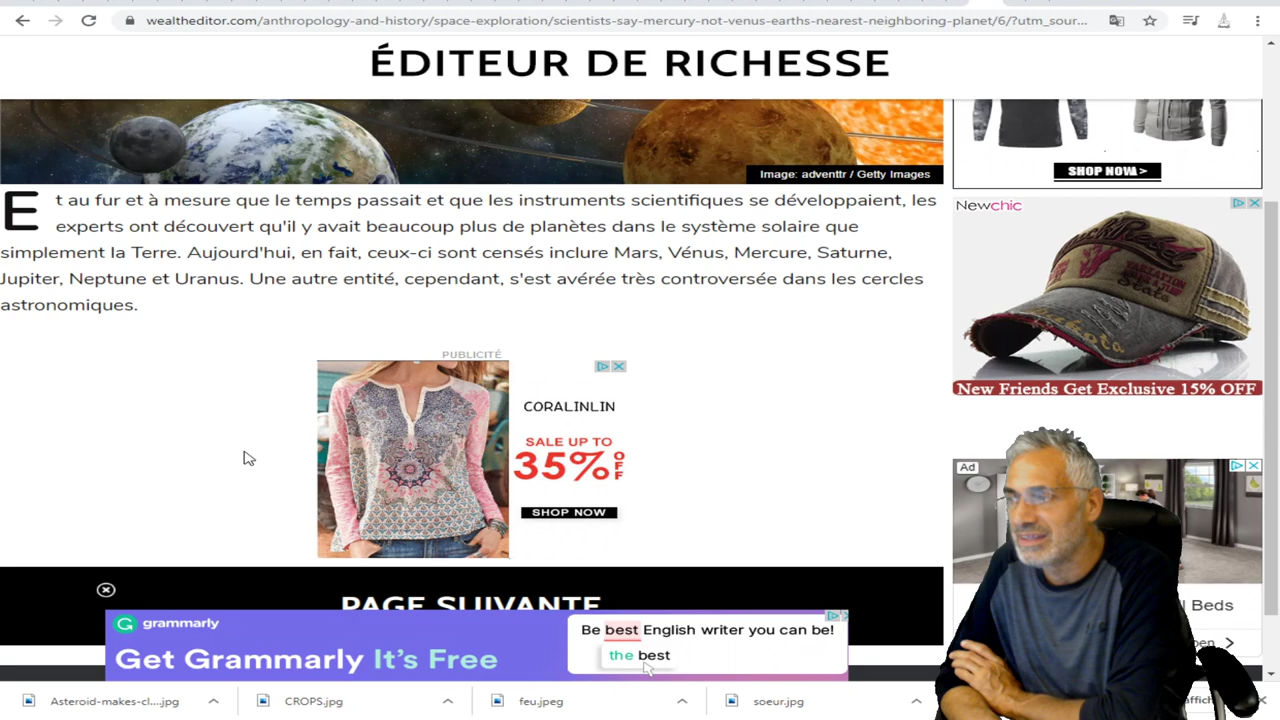 wealtheditor.com/anthropology-and-history/space-exploration/scientists-say-mercury-not-venus-earths-nearest-neighboring-planet/6/?utm_sour...
ÉDITEUR DE RICHESSE
Image: adventtr / Getty Images
Et au fur et à mesure que le temps passait et que les instruments scientifiques se développaient, les
experts ont découvert qu'il y avait beaucoup plus de planètes dans le système solaire que
simplement la Terre. Aujourd'hui, en fait, ceux-ci sont censés inclure Mars, Vénus, Mercure, Saturne,
Jupiter, Neptune et Uranus. Une autre entité, cependant, s'est avérée très controversée dans les cercles
astronomiques.
PUBLICITÉ
CORALINLIN
SALE UP TO
35% OFF
SHOP NOW
SHOP NOW >
Newchic
New Friends Get Exclusive 15% OFF
Ad
Beds
PAGE SUIVANTE
grammarly
Get Grammarly It's Free
Be best English writer you can be!
the best
Asteroid-makes-cl....jpg
CROPS.jpg
feu.jpeg
soeur.jpg